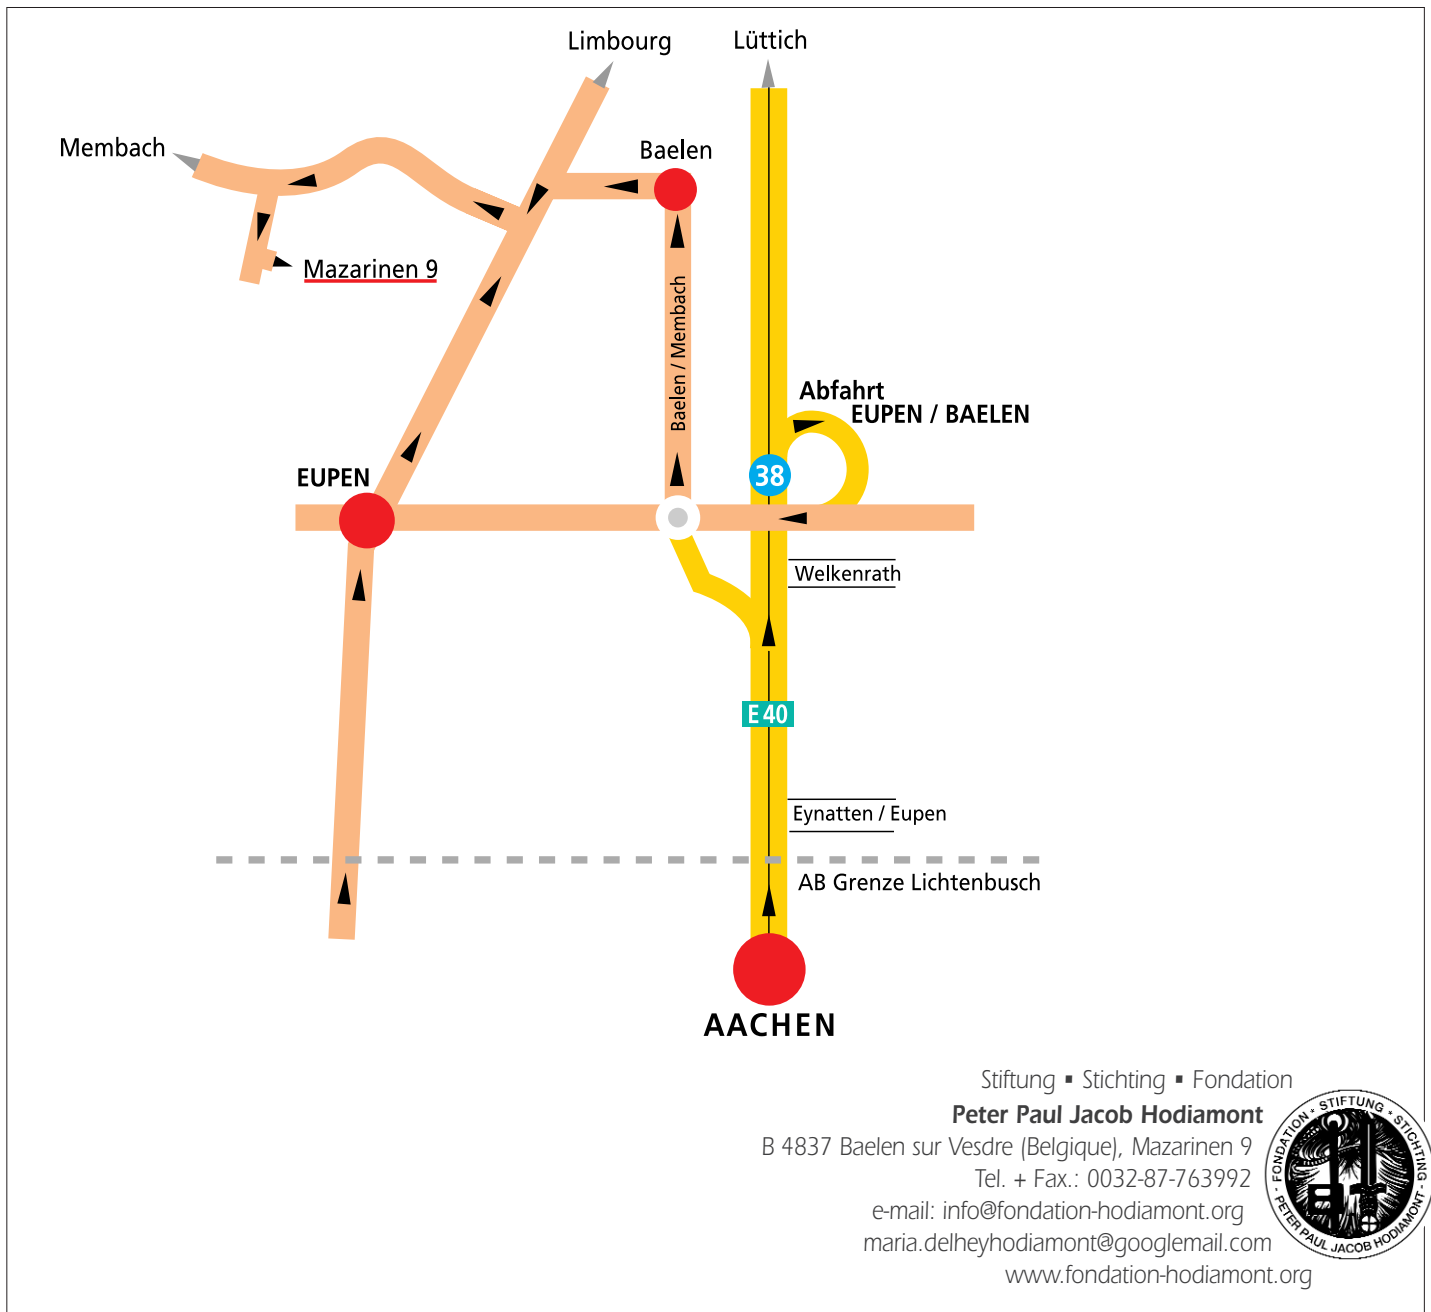 Limbourg
Lüttich
Membach
Baelen
Mazarinen 9
Baelen / Membach
Abfahrt
EUPEN / BAELEN
38
EUPEN
Welkenrath
E 40
Eynatten / Eupen
AB Grenze Lichtenbusch
AACHEN
Stiftung ▪ Stichting ▪ Fondation
Peter Paul Jacob Hodiamont
B 4837 Baelen sur Vesdre (Belgique), Mazarinen 9
Tel. + Fax.: 0032-87-763992
e-mail: info@fondation-hodiamont.org
maria.delheyhodiamont@googlemail.com
www.fondation-hodiamont.org
FONDATION * STIFTUNG * STICHTING
- PETER PAUL JACOB HODIAMONT -